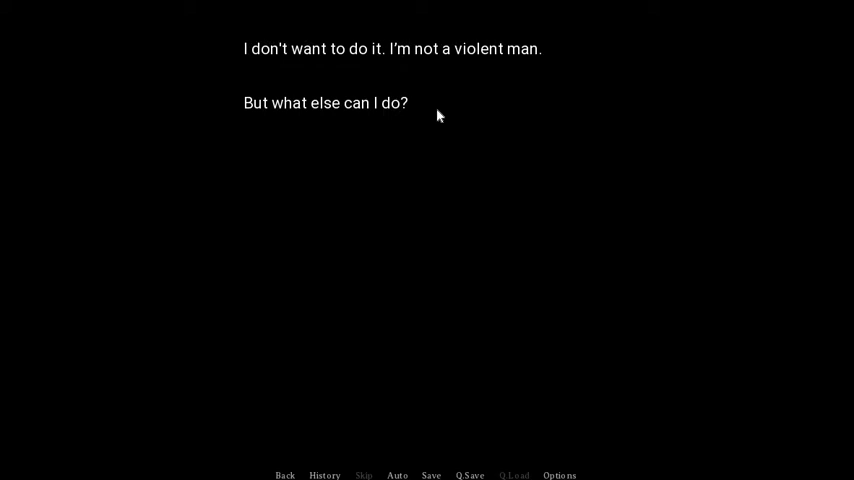 I don't want to do it. I’m not a violent man.
But what else can I do?
Back History Skip Auto Save Q.Save Q.Load Options